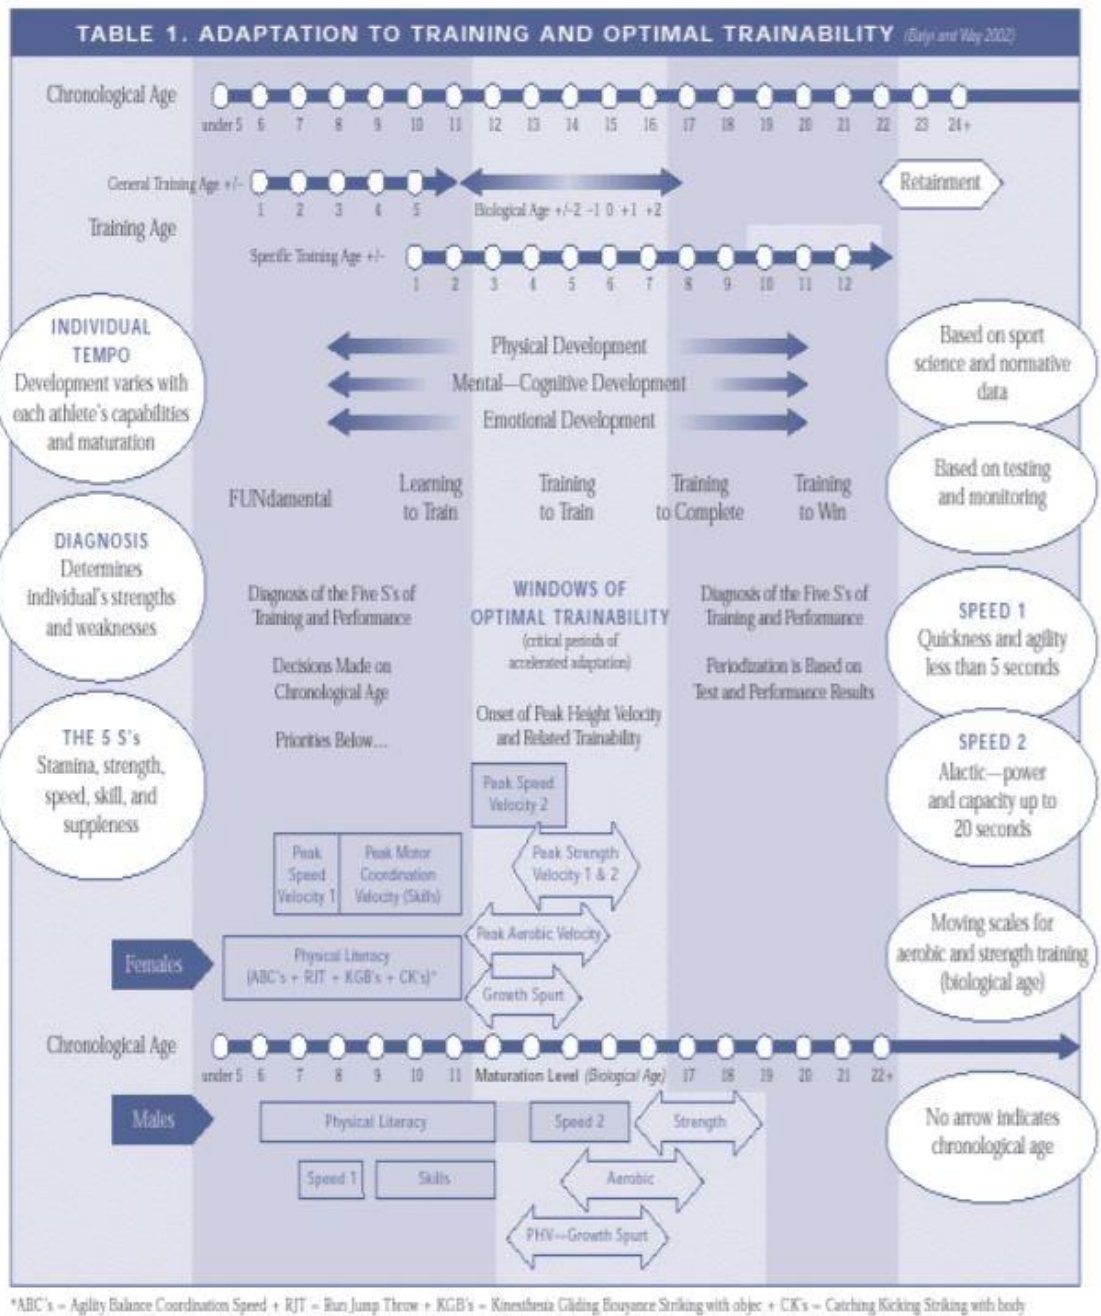 TABLE 1. ADAPTATION TO TRAINING AND OPTIMAL TRAINABILITY (Balyi and Way 2002)
Chronological Age
under 5 6 7 8 9 10 11 12 13 14 15 16 17 18 19 20 21 22 23 24+
General Training Age +/-
1 2 3 4 5
Biological Age +/-2 -1 0 +1 +2
Retainment
Training Age
Specific Training Age +/-
1 2 3 4 5 6 7 8 9 10 11 12
INDIVIDUAL
TEMPO
Development varies with
each athlete's capabilities
and maturation
Physical Development
Mental—Cognitive Development
Emotional Development
Based on sport
science and normative
data
Based on testing
and monitoring
FUNdamental
Learning
to Train
Training
to Train
Training
to Complete
Training
to Win
DIAGNOSIS
Determines
individual's strengths
and weaknesses
Diagnosis of the Five S's of
Training and Performance
Decisions Made on
Chronological Age
Priorities Below...
WINDOWS OF
OPTIMAL TRAINABILITY
(critical periods of
accelerated adaptation)
Onset of Peak Height Velocity
and Related Trainability
Diagnosis of the Five S's of
Training and Performance
Periodization is Based on
Test and Performance Results
SPEED 1
Quickness and agility
less than 5 seconds
THE 5 S's
Stamina, strength,
speed, skill, and
suppleness
SPEED 2
Alactic—power
and capacity up to
20 seconds
Peak Speed
Velocity 2
Peak
Speed
Velocity 1
Peak Motor
Coordination
Velocity (Skills)
Peak Strength
Velocity 1 & 2
Peak Aerobic Velocity
Females
Physical Literacy
(ABC's + RJT + KGB's + CK's)*
Growth Spurt
Moving scales for
aerobic and strength training
(biological age)
Chronological Age
under 5 6 7 8 9 10 11 Maturation Level (Biological Age) 17 18 19 20 21 22+
Males
Physical Literacy
Speed 2
Strength
Speed 1
Skills
Aerobic
PHV—Growth Spurt
No arrow indicates
chronological age
*ABC's = Agility Balance Coordination Speed + RJT = Run Jump Throw + KGB's = Kinesthesia Gliding Bouyance Striking with objec + CK's = Catching Kicking Striking with body